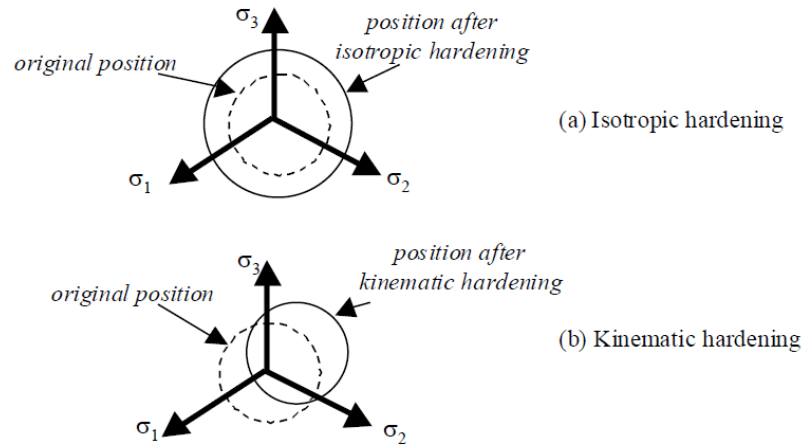 σ3
position after
isotropic hardening
original position
(a) Isotropic hardening
σ1
σ2
position after
kinematic hardening
σ3
original position
(b) Kinematic hardening
σ1
σ2